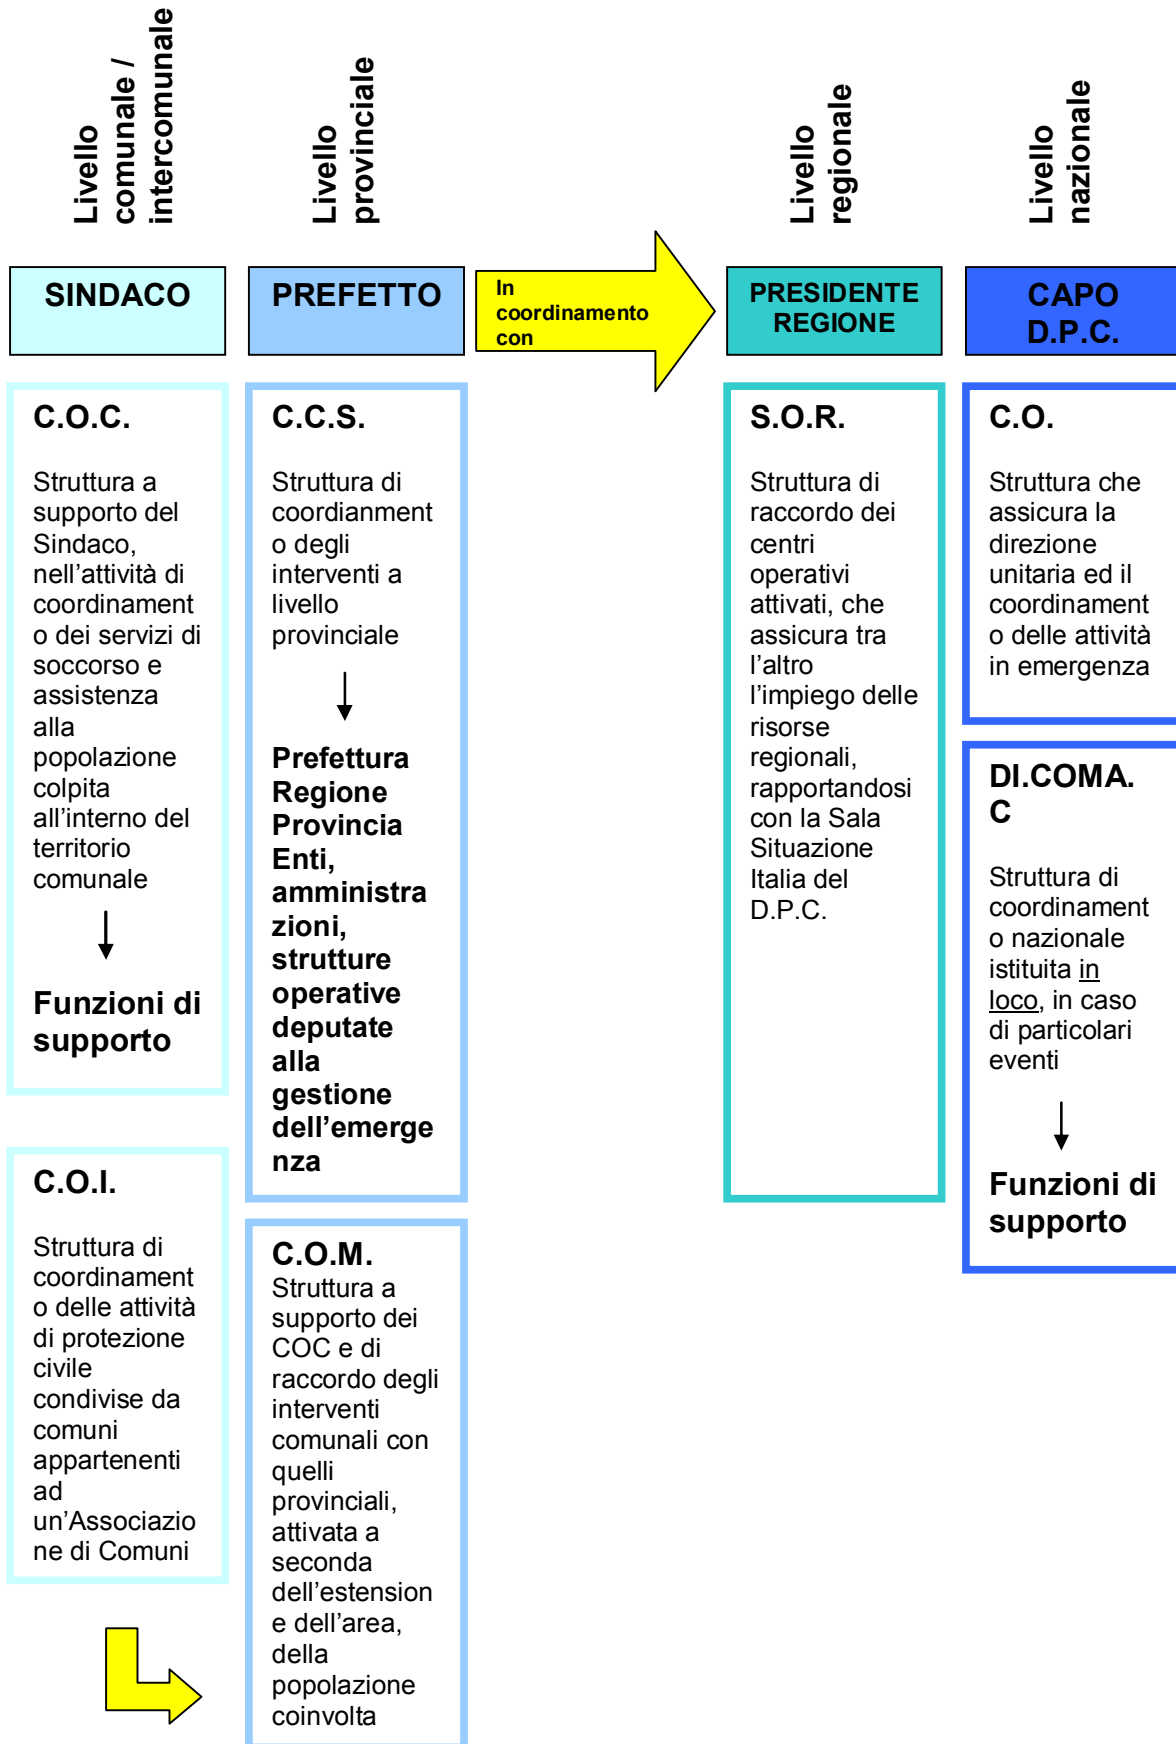 Livello
comunale /
intercomunale
Livello
provinciale
Livello
regionale
Livello
nazionale
SINDACO
PREFETTO
In
coordinamento
con
PRESIDENTE
REGIONE
CAPO
D.P.C.
C.O.C.
Struttura a
supporto del
Sindaco,
nell’attività di
coordinament
o dei servizi di
soccorso e
assistenza
alla
popolazione
colpita
all’interno del
territorio
comunale
Funzioni di
supporto
C.O.I.
Struttura di
coordinament
o delle attività
di protezione
civile
condivise da
comuni
appartenenti
ad
un’Associazio
ne di Comuni
C.C.S.
Struttura di
coordianment
o degli
interventi a
livello
provinciale
Prefettura
Regione
Provincia
Enti,
amministra
zioni,
strutture
operative
deputate
alla
gestione
dell’emerge
nza
C.O.M.
Struttura a
supporto dei
COC e di
raccordo degli
interventi
comunali con
quelli
provinciali,
attivata a
seconda
dell’estension
e dell’area,
della
popolazione
coinvolta
S.O.R.
Struttura di
raccordo dei
centri
operativi
attivati, che
assicura tra
l’altro
l’impiego delle
risorse
regionali,
rapportandosi
con la Sala
Situazione
Italia del
D.P.C.
C.O.
Struttura che
assicura la
direzione
unitaria ed il
coordinament
o delle attività
in emergenza
DI.COMA.
C
Struttura di
coordinament
o nazionale
istituita in
loco, in caso
di particolari
eventi
Funzioni di
supporto